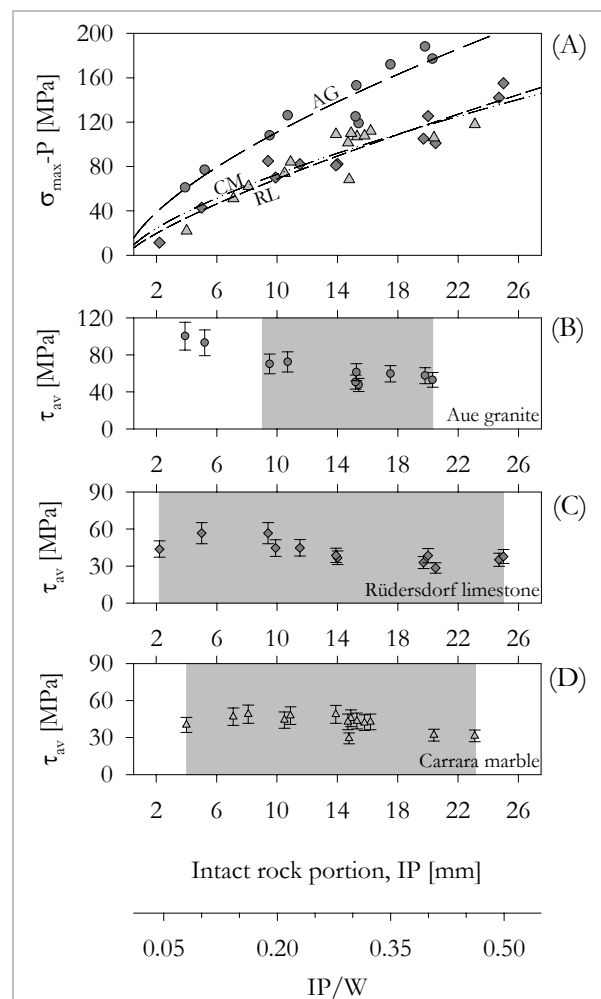 (A)
σmax-P [MPa]
200
160
120
80
40
0
AG
CM
RL
2 6 10 14 18 22 26
(B)
τav [MPa]
120
80
40
0
Aue granite
2 6 10 14 18 22 26
(C)
τav [MPa]
90
60
30
0
Rüdersdorf limestone
2 6 10 14 18 22 26
(D)
τav [MPa]
90
60
30
0
Carrara marble
2 6 10 14 18 22 26
Intact rock portion, IP [mm]
0.05 0.20 0.35 0.50
IP/W